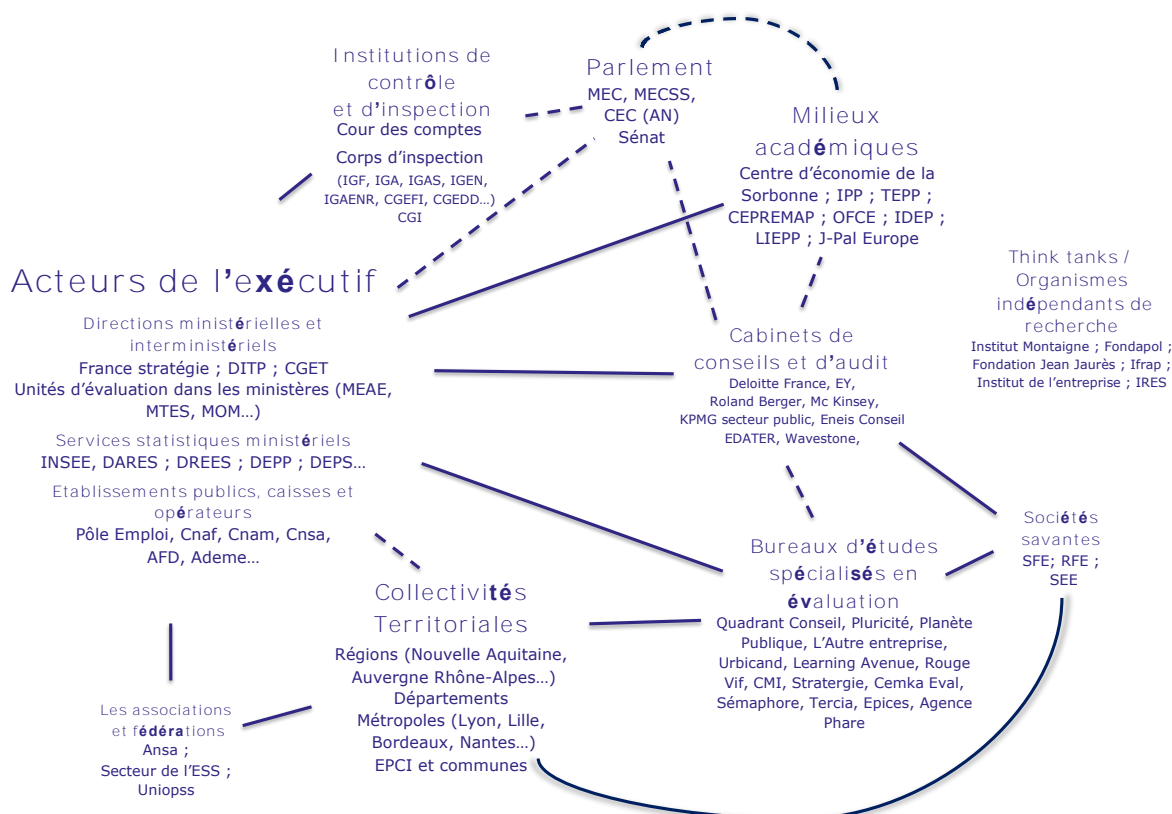 Institutions de
contrôle
et d'inspection
Cour des comptes
Corps d'inspection
(IGF, IGA, IGAS, IGEN,
IGAENR, CGEFI, CGEDD…)
CGI
Parlement
MEC, MECSS,
CEC (AN)
Sénat
Milieux
académiques
Centre d'économie de la
Sorbonne ; IPP ; TEPP ;
CEPREMAP ; OFCE ; IDEP ;
LIEPP ; J-Pal Europe
Think tanks /
Organismes
indépendants de
recherche
Institut Montaigne ; Fondapol ;
Fondation Jean Jaurès ; Ifrap ;
Institut de l'entreprise ; IRES
Acteurs de l'exécutif
Directions ministérielles et
interministériels
France stratégie ; DITP ; CGET
Unités d'évaluation dans les ministères (MEAE,
MTES, MOM…)
Services statistiques ministériels
INSEE, DARES ; DREES ; DEPP ; DEPS…
Etablissements publics, caisses et
opérateurs
Pôle Emploi, Cnaf, Cnam, Cnsa,
AFD, Ademe…
Cabinets de
conseils et d'audit
Deloitte France, EY,
Roland Berger, Mc Kinsey,
KPMG secteur public, Eneis Conseil
EDATER, Wavestone,
Sociétés
savantes
SFE; RFE ;
SEE
Bureaux d'études
spécialisés en
évaluation
Quadrant Conseil, Pluricité, Planète
Publique, L'Autre entreprise,
Urbicand, Learning Avenue, Rouge
Vif, CMI, Stratergie, Cemka Eval,
Sémaphore, Tercia, Epices, Agence
Phare
Collectivités
Territoriales
Régions (Nouvelle Aquitaine,
Auvergne Rhône-Alpes…)
Départements
Métropoles (Lyon, Lille,
Bordeaux, Nantes…)
EPCI et communes
Les associations
et fédérations
Ansa ;
Secteur de l'ESS ;
Uniopss